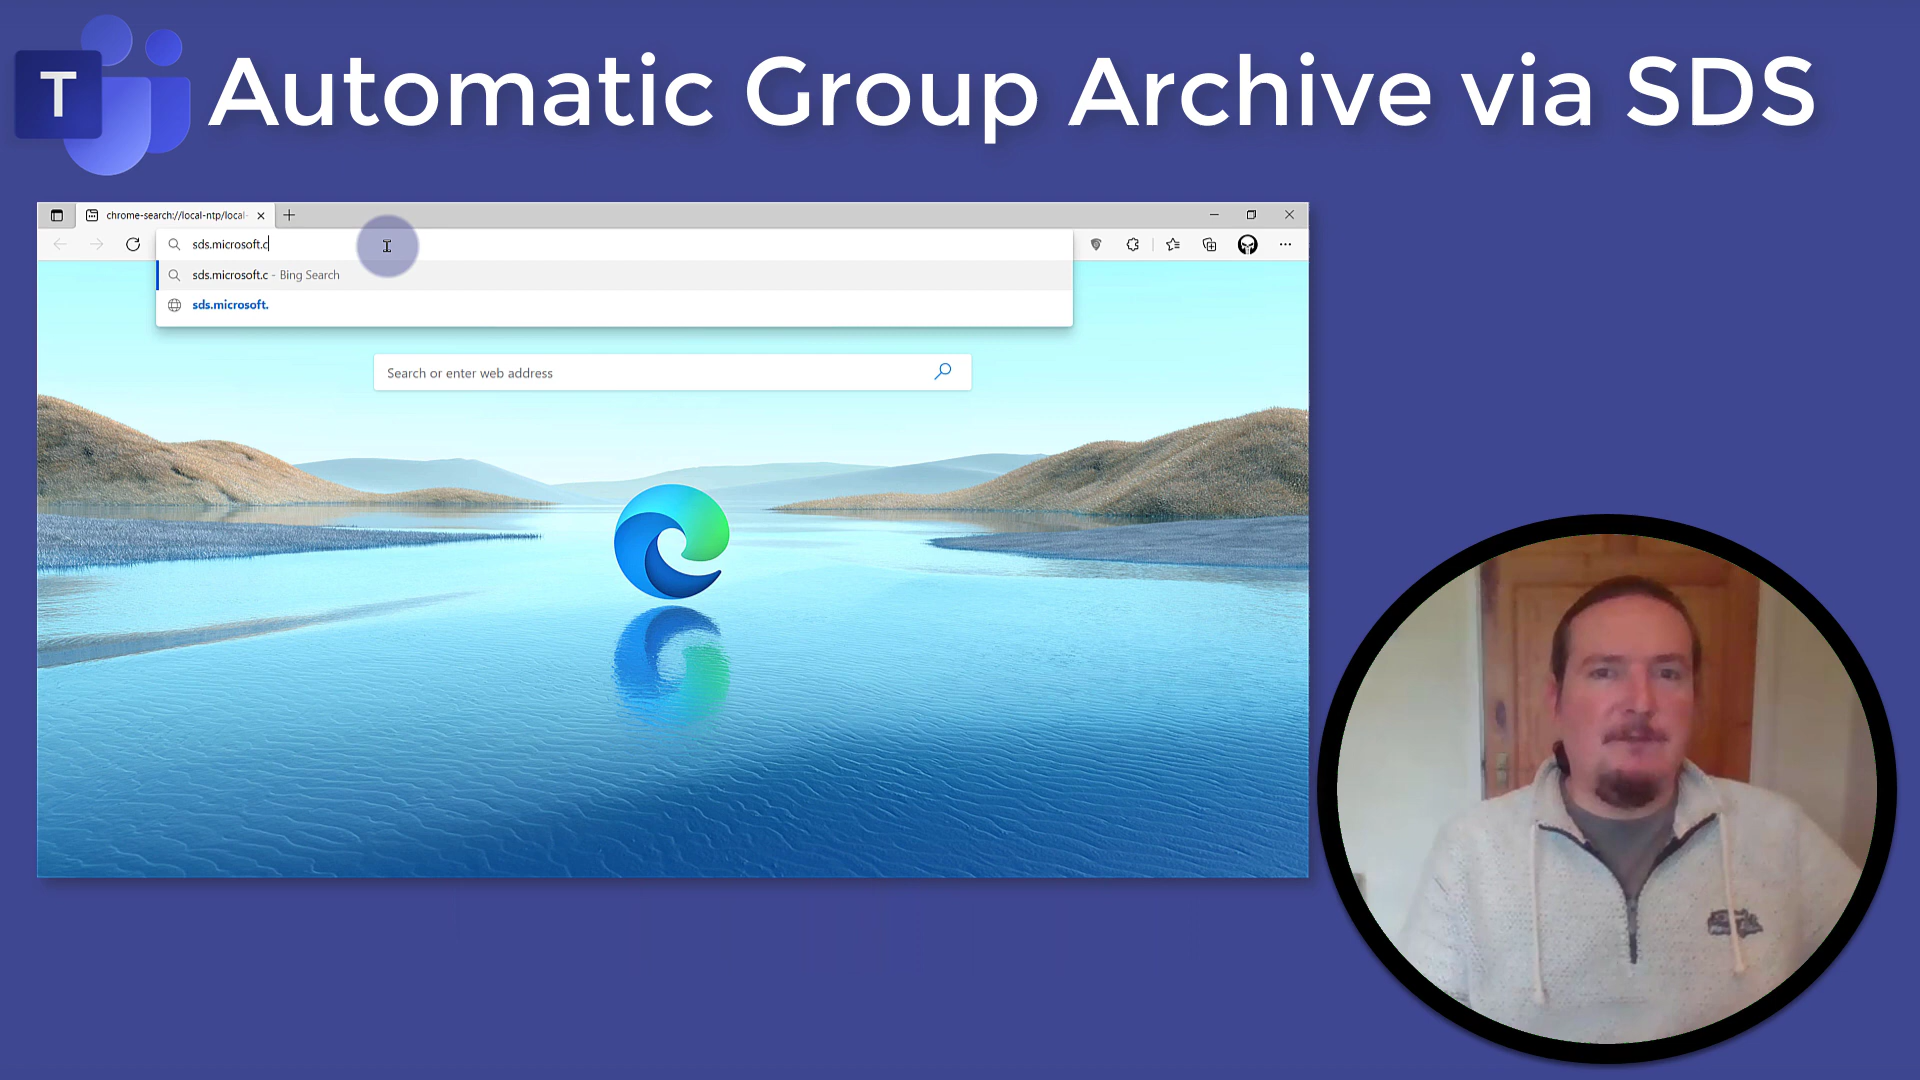 T
Automatic Group Archive via SDS
chrome-search://local-ntp/local-
sds.microsoft.c
sds.microsoft.c - Bing Search
sds.microsoft.
Search or enter web address